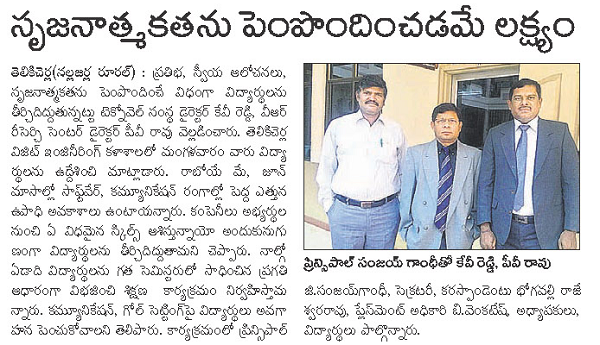 సృజనాత్మకతను పెంపొందించడమే లక్ష్యం
తెలికిచెర్ల(నల్లజర్ల రూరల్) : ప్రతిభ, స్వీయ ఆలోచనలు,
సృజనాత్మకతను పెంపొందించే విధంగా విద్యార్థులను
తీర్చిదిద్దుతున్నట్లు టెక్నోవెల్ సంస్థ డైరెక్టర్ కేవీ రెడ్డి, వీఆర్
రీసెర్చి సెంటర్ డైరెక్టర్ పీవీ రావు వెల్లడించారు. తెలికిచెర్ల
విజిట్ ఇంజినీరింగ్ కళాశాలలో మంగళవారం వారు విద్యా
ర్థులను ఉద్దేశించి మాట్లాడారు. రాబోయే మే, జూన్
మాసాల్లో సాఫ్ట్‌వేర్, కమ్యూనికేషన్ రంగాల్లో పెద్ద ఎత్తున
ఉపాధి అవకాశాలు ఉంటాయన్నారు. కంపెనీలు అభ్యర్థుల
నుంచి ఏ విధమైన స్కిల్స్ ఆశిస్తున్నాయో అందుకనుగు
ణంగా విద్యార్థులను తీర్చిదిద్దుతామని చెప్పారు. నాల్గో
ఏడాది విద్యార్థులను గత సెమిస్టరులో సాధించిన ప్రగతి
ఆధారంగా విభజించి శిక్షణ కార్యక్రమం నిర్వహిస్తామ
న్నారు. కమ్యూనికేషన్, గోల్ సెట్టింగ్‌పై విద్యార్థులు అవగా
హన పెంచుకోవాలని తెలిపారు. కార్యక్రమంలో ప్రిన్సిపాల్
ప్రిన్సిపాల్ సంజయ్ గాంధీతో కేవీ రెడ్డి, పీవీ రావు
జి.సంజయ్‌గాంధీ, సెక్రటరీ, కరస్పాండెంటు భోగవల్లి రాజే
శ్వరరావు, ప్లేస్‌మెంట్ అధికారి బి.వెంకటేష్, అధ్యాపకులు,
విద్యార్థులు పాల్గొన్నారు.